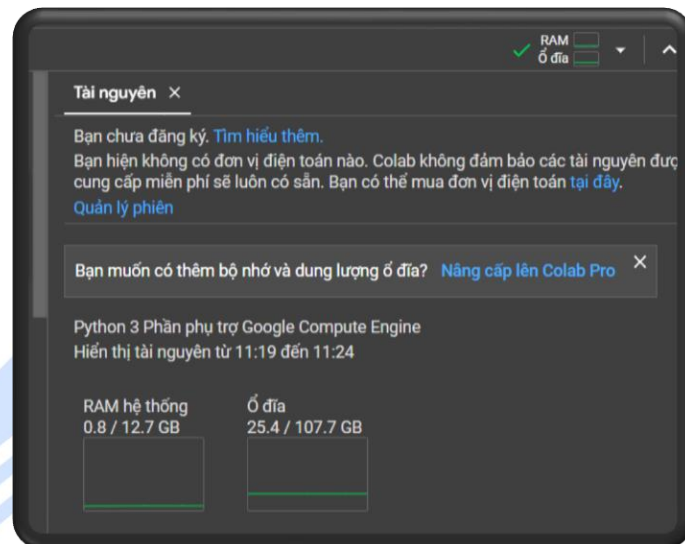 RAM
Ổ đĩa
Tài nguyên
Bạn chưa đăng ký. Tìm hiểu thêm.
Bạn hiện không có đơn vị điện toán nào. Colab không đảm bảo các tài nguyên
cung cấp miễn phí sẽ luôn có sẵn. Bạn có thể mua đơn vị điện toán tại đây.
Quản lý phiên
Bạn muốn có thêm bộ nhớ và dung lượng ổ đĩa? Nâng cấp lên Colab Pro
Python 3 Phần phụ trợ Google Compute Engine
Hiển thị tài nguyên từ 11:19 đến 11:24
RAM hệ thống Ổ đĩa
0.8 / 12.7 GB 25.4 / 107.7 GB